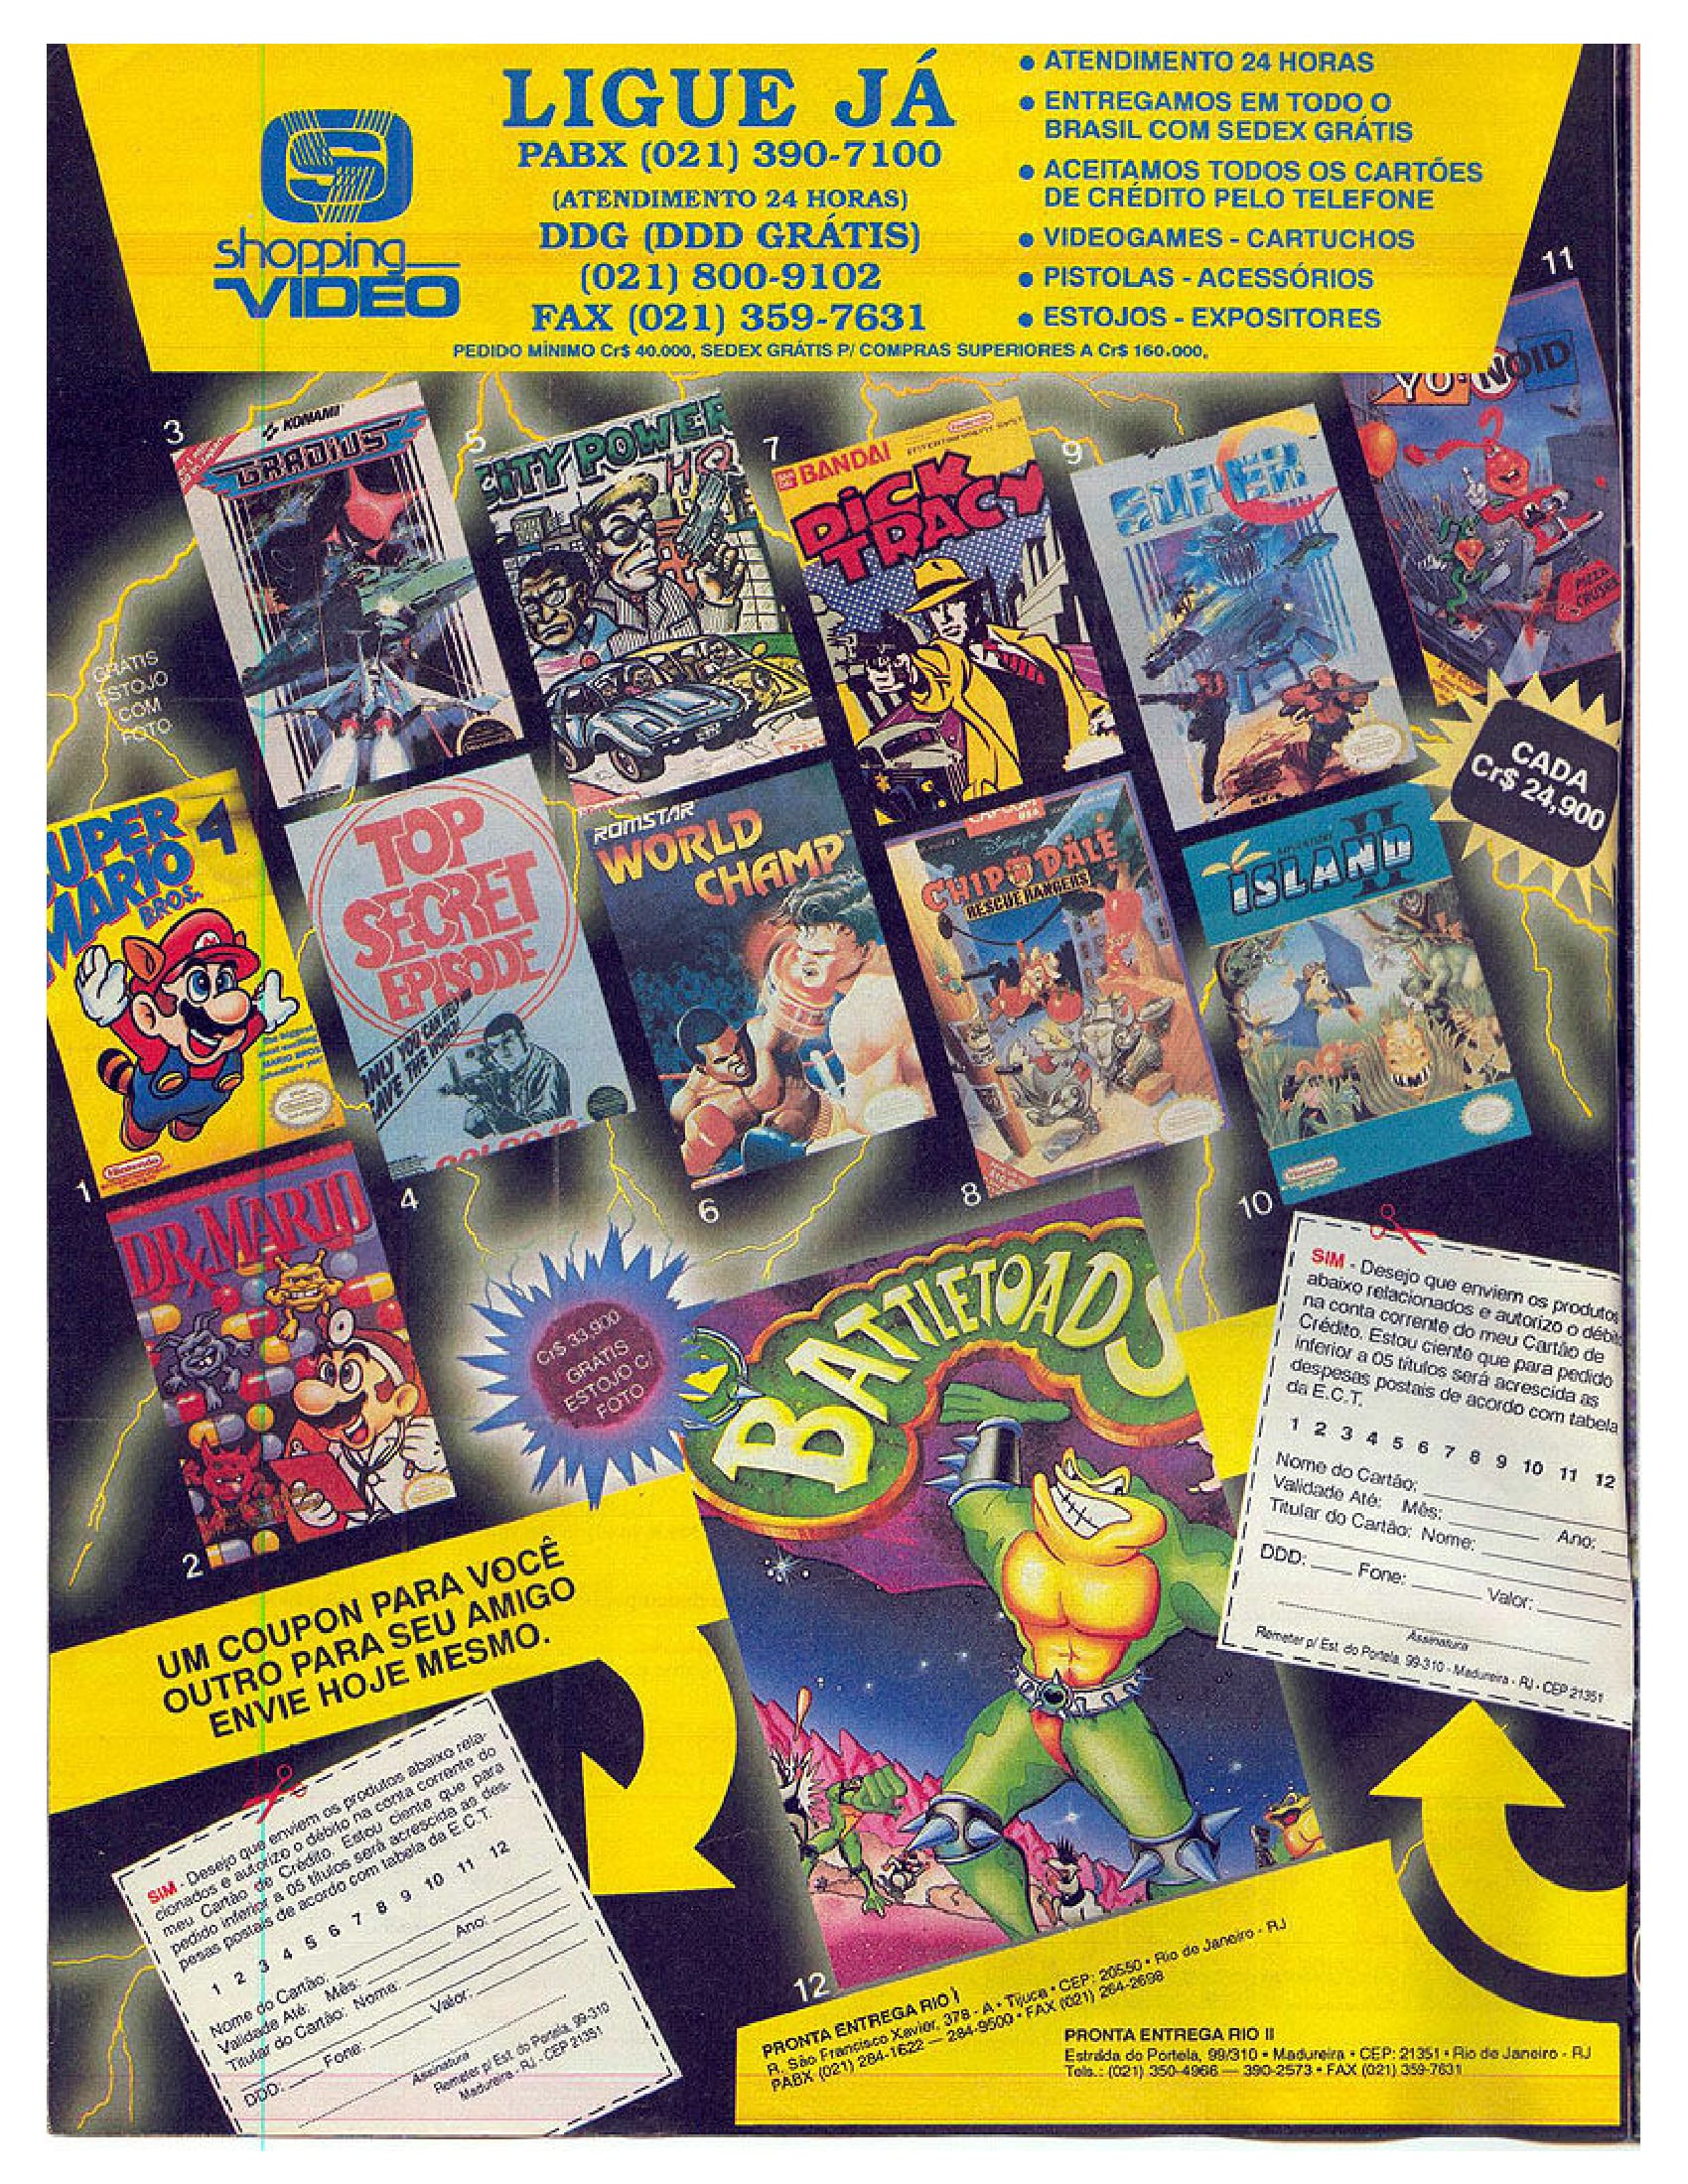 LIGUE JÁ
PABX (021) 390-7100
(ATENDIMENTO 24 HORAS)
DDG (DDD GRÁTIS)
(021) 800-9102
FAX (021) 359-7631
shopping
VIDEO
• ATENDIMENTO 24 HORAS
• ENTREGAMOS EM TODO O
BRASIL COM SEDEX GRÁTIS
• ACEITAMOS TODOS OS CARTÕES
DE CRÉDITO PELO TELEFONE
• VIDEOGAMES - CARTUCHOS
• PISTOLAS - ACESSÓRIOS
• ESTOJOS - EXPOSITORES
PEDIDO MÍNIMO Cr$ 40.000, SEDEX GRÁTIS P/ COMPRAS SUPERIORES A Cr$ 160.000,
3
KONAMI
GRADIUS
5
CITY POWER
7
BANDAI
Nintendo
DICK
TRACY
9
SUPER C
11
YO! NOID
PIZZA
CRUSHER
GRÁTIS
ESTOJO
COM
FOTO
CADA
Cr$ 24,900
SUPER
MARIO 4
BROS.
Nintendo
1
TOP
SECRET
EPISODE
ONLY YOU CAN
SAVE THE WORLD
4
ROMSTAR
WORLD
CHAMP
6
CAPCOM
USA
Disney's
CHIP 'N DALE
RESCUE RANGERS
8
ADVENTURE
ISLAND II
Nintendo
10
DR. MARIO
2
Cr$ 33.900
GRÁTIS
ESTOJO C/
FOTO
BATTLETOADS
12
SIM - Desejo que enviem os produtos
abaixo relacionados e autorizo o débito
na conta corrente do meu Cartão de
Crédito. Estou ciente que para pedido
inferior a 05 títulos será acrescida as
despesas postais de acordo com tabela
da E.C.T.
1 2 3 4 5 6 7 8 9 10 11 12
Nome do Cartão:
Validade Até: Mês: Ano:
Titular do Cartão: Nome:
DDD: Fone: Valor:
Assinatura
Remeter p/ Est. do Portela, 99-310 - Madureira - RJ - CEP 21351
UM COUPON PARA VOCÊ
OUTRO PARA SEU AMIGO
ENVIE HOJE MESMO.
SIM - Desejo que enviem os produtos abaixo rela-
cionados e autorizo o débito na conta corrente do
meu Cartão de Crédito. Estou ciente que para
pedido inferior a 05 títulos será acrescida as des-
pesas postais de acordo com tabela da E.C.T.
1 2 3 4 5 6 7 8 9 10 11 12
Nome do Cartão:
Validade Até: Mês: Ano:
Titular do Cartão: Nome:
DDD: Fone: Valor:
Assinatura
Remeter p/ Est. do Portela, 99-310
Madureira - RJ - CEP 21351
PRONTA ENTREGA RIO I
R. São Francisco Xavier, 378 - A • Tijuca • CEP: 20550 • Rio de Janeiro - RJ
PABX (021) 284-1622 — 284-9500 • FAX (021) 264-2698
PRONTA ENTREGA RIO II
Estrada do Portela, 99/310 • Madureira • CEP: 21351 • Rio de Janeiro - RJ
Tels.: (021) 350-4966 — 390-2573 • FAX (021) 359-7631